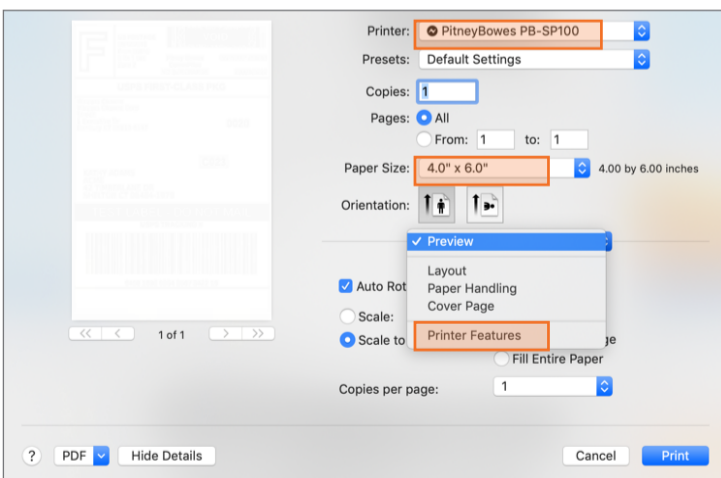 Printer: PitneyBowes PB-SP100
Presets: Default Settings
Copies: 1
Pages: All
From: 1 to: 1
Paper Size: 4.0" x 6.0" 4.00 by 6.00 inches
Orientation:
✓ Preview
Layout
Auto Rot
Paper Handling
Cover Page
Scale:
Printer Features
Scale to
ge
Fill Entire Paper
F
<< < 1 of 1 > >>
Copies per page: 1
? PDF Hide Details Cancel Print